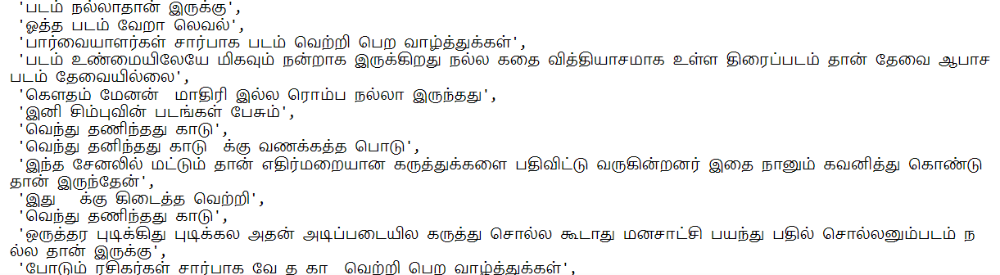 'படம் நல்லாதான் இருக்கு',
'ஓத்த படம் வேறா லெவல்',
'பார்வையாளர்கள் சார்பாக படம் வெற்றி பெற வாழ்த்துக்கள்',
'படம் உண்மையிலேயே மிகவும் நன்றாக இருக்கிறது நல்ல கதை வித்தியாசமாக உள்ள திரைப்படம் தான் தேவை ஆபாச
படம் தேவையில்லை',
'கௌதம் மேனன்  மாதிரி இல்ல ரொம்ப நல்லா இருந்தது',
'இனி சிம்புவின் படங்கள் பேசும்',
'வெந்து தணிந்தது காடு',
'வெந்து தனிந்தது காடு  க்கு வணக்கத்த பொடு',
'இந்த சேனலில் மட்டும் தான் எதிர்மறையான கருத்துக்களை பதிவிட்டு வருகின்றனர் இதை நானும் கவனித்து கொண்டு
தான் இருந்தேன்',
'இது   க்கு கிடைத்த வெற்றி',
'வெந்து தணிந்தது காடு',
'ஒருத்தர புடிக்கிது புடிக்கல அதன் அடிப்படையில கருத்து சொல்ல கூடாது மனசாட்சி பயந்து பதில் சொல்லனும்படம் ந
ல்ல தான் இருக்கு',
'போடும் ரசிகர்கள் சார்பாக வே த கா  வெற்றி பெற வாழ்த்துக்கள்',